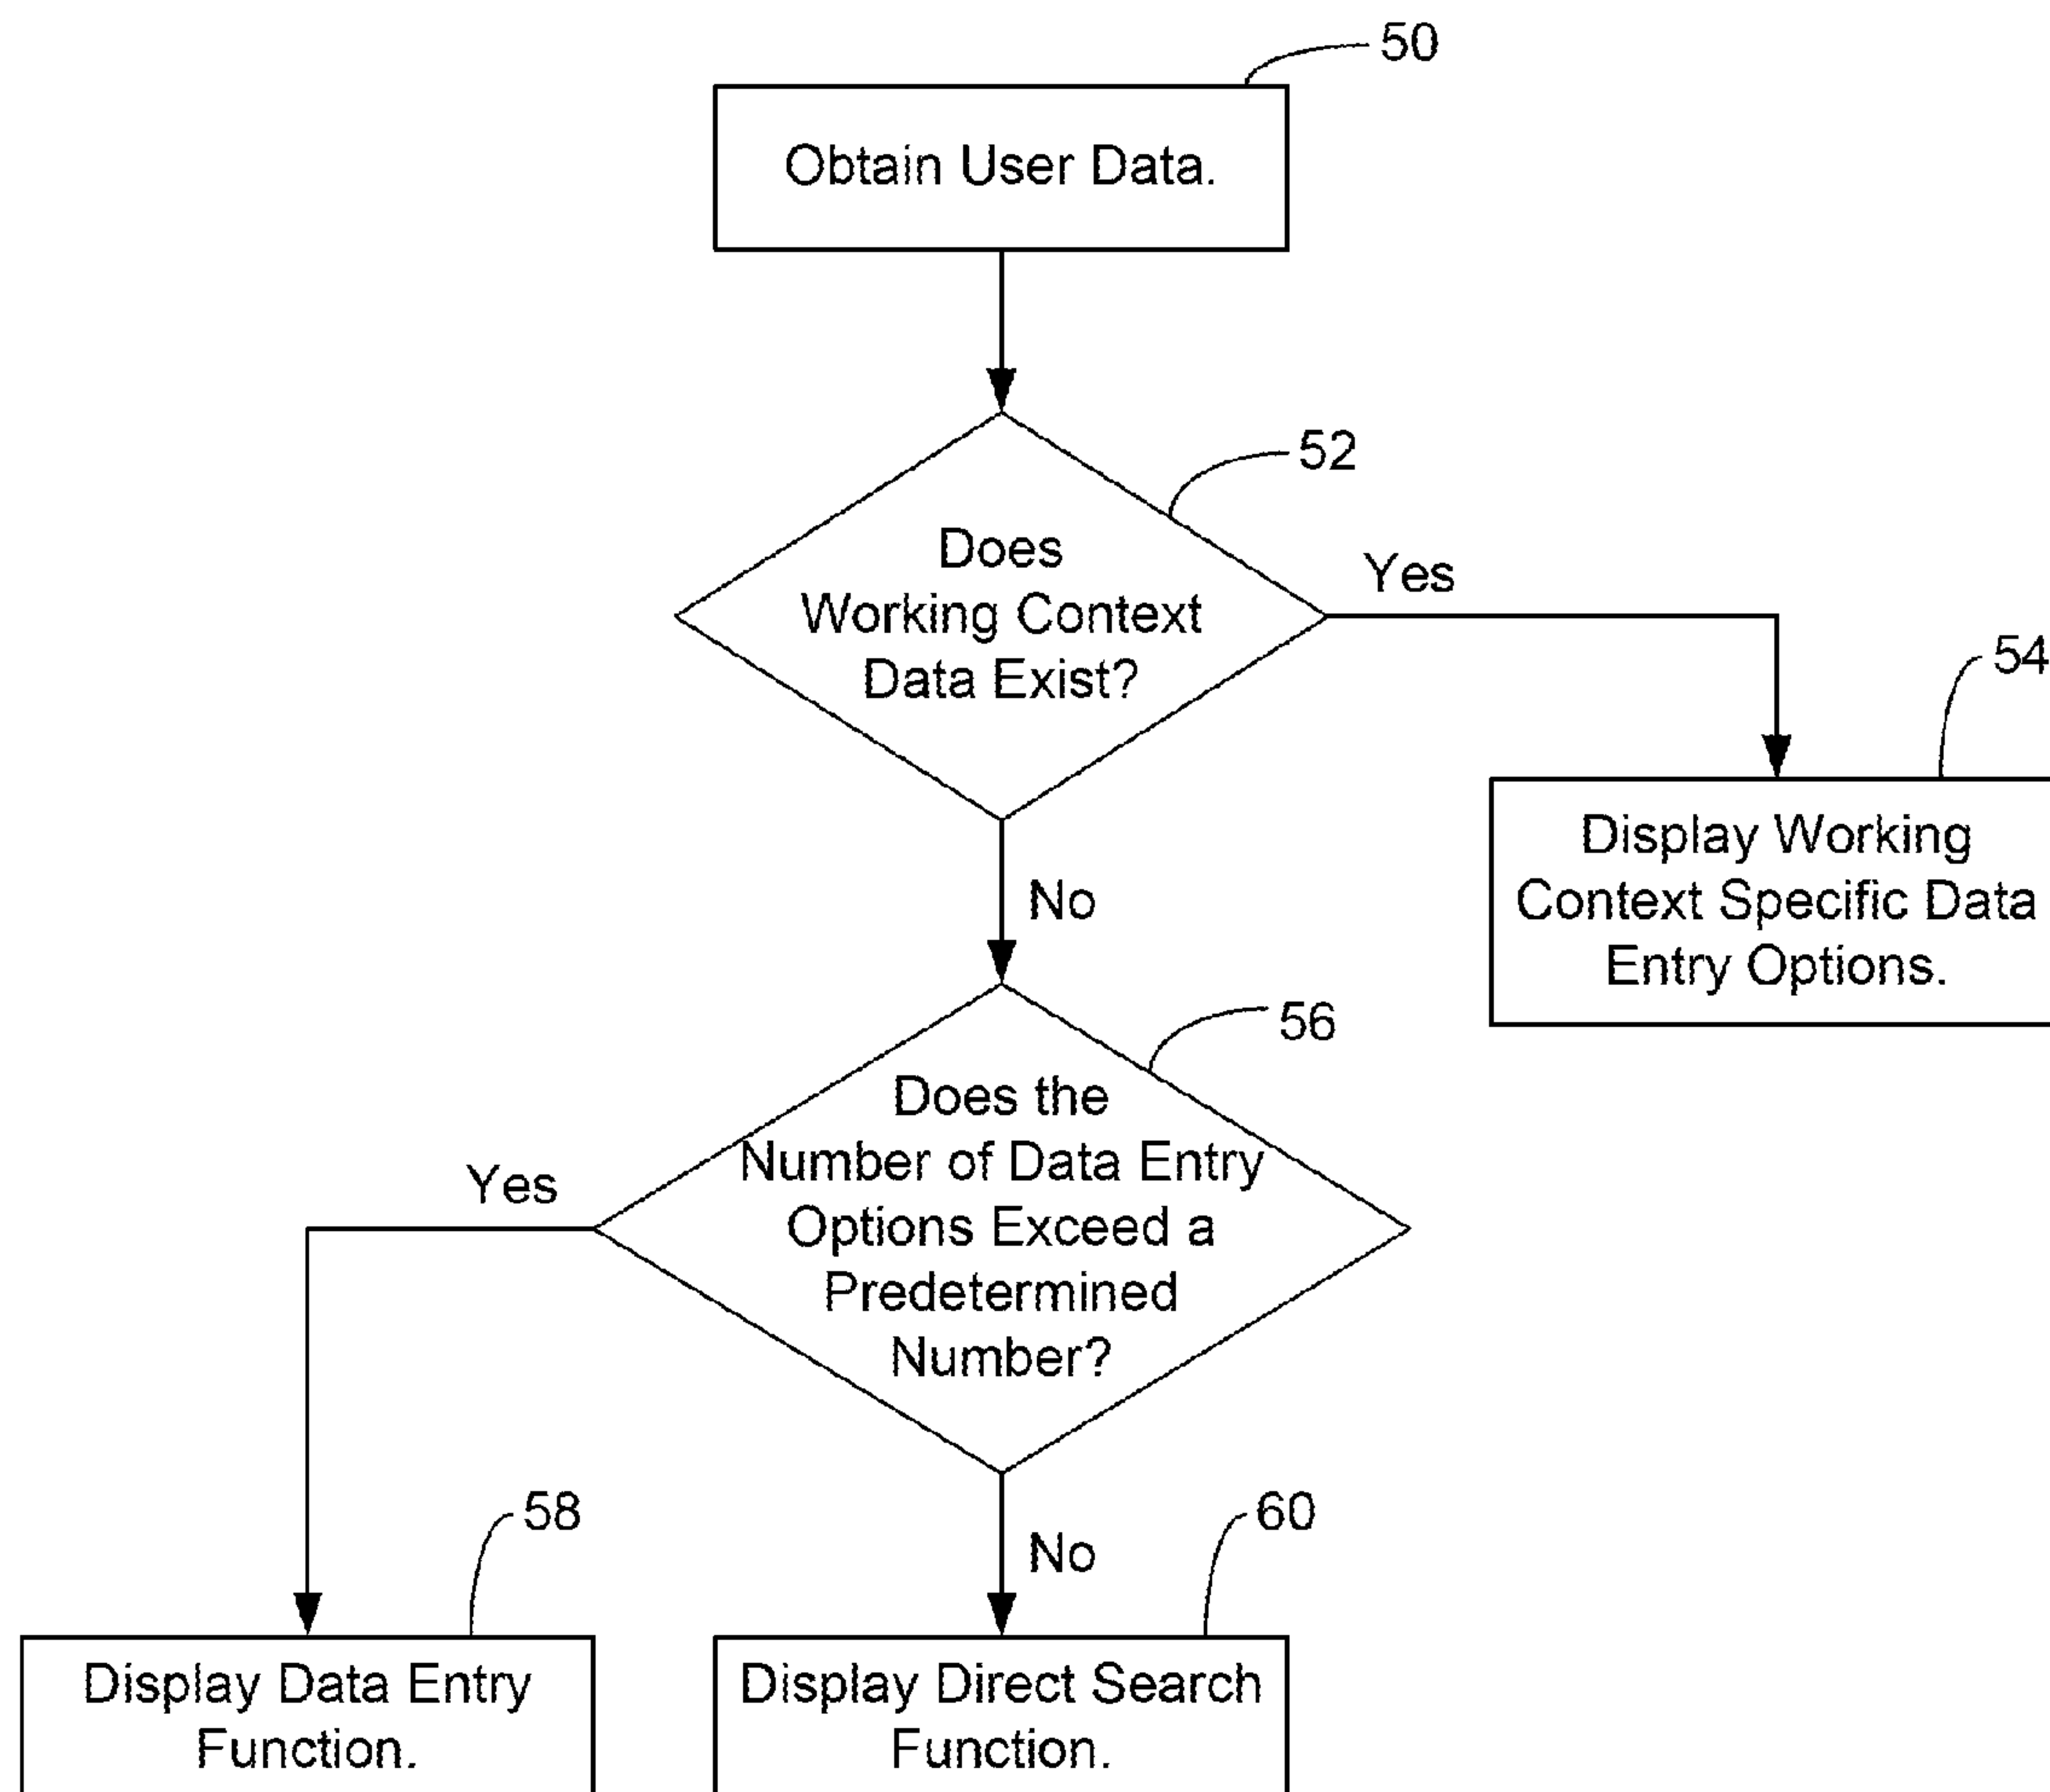 50
Obtain User Data.
52
Does
Working Context
Data Exist?
Yes
54
Display Working
Context Specific Data
Entry Options.
No
56
Does the
Number of Data Entry
Options Exceed a
Predetermined
Number?
Yes
58
Display Data Entry
Function.
No
60
Display Direct Search
Function.